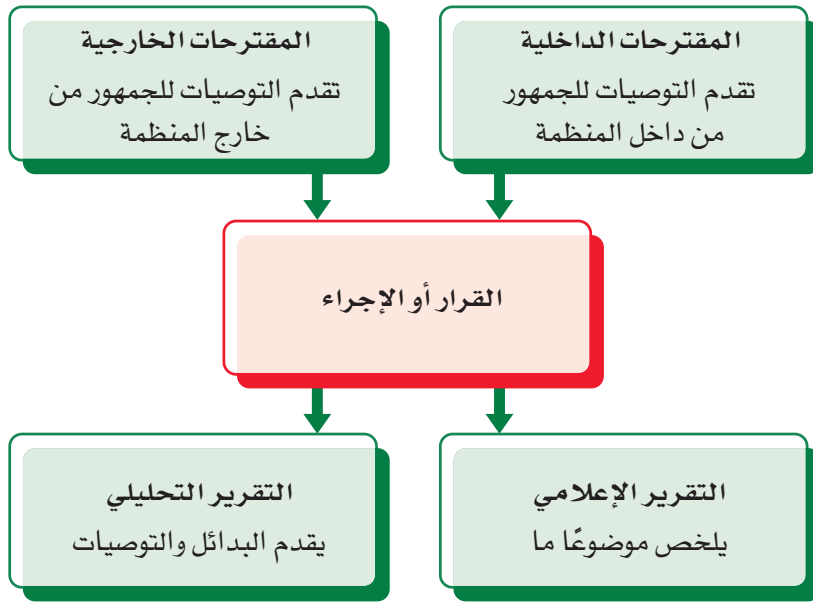 المقترحات الداخلية
تقدم التوصيات للجمهور
من داخل المنظمة
المقترحات الخارجية
تقدم التوصيات للجمهور من
خارج المنظمة
القرار أو الإجراء
التقرير الإعلامي
يلخص موضوعًا ما
التقرير التحليلي
يقدم البدائل والتوصيات